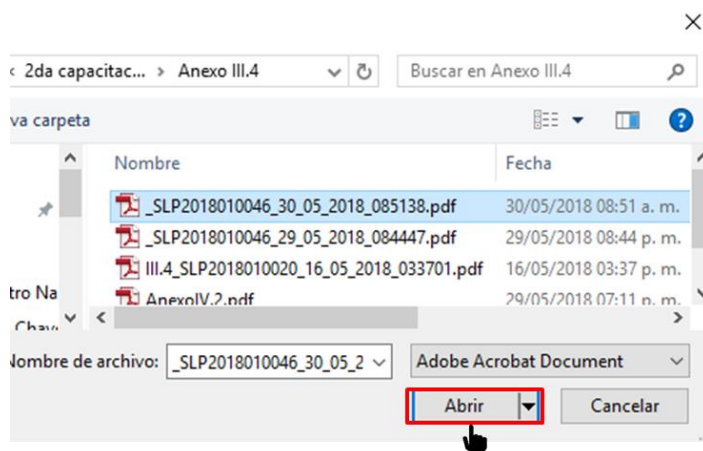 ‹ 2da capacitac... › Anexo III.4 Buscar en Anexo III.4
va carpeta
Nombre Fecha
_SLP2018010046_30_05_2018_085138.pdf 30/05/2018 08:51 a. m.
_SLP2018010046_29_05_2018_084447.pdf 29/05/2018 08:44 p. m.
III.4_SLP2018010020_16_05_2018_033701.pdf 16/05/2018 03:37 p. m.
tro Na AnexoIV.2.pdf 29/05/2018 07:11 p. m.
Chav
Nombre de archivo: _SLP2018010046_30_05_2 Adobe Acrobat Document
Abrir Cancelar